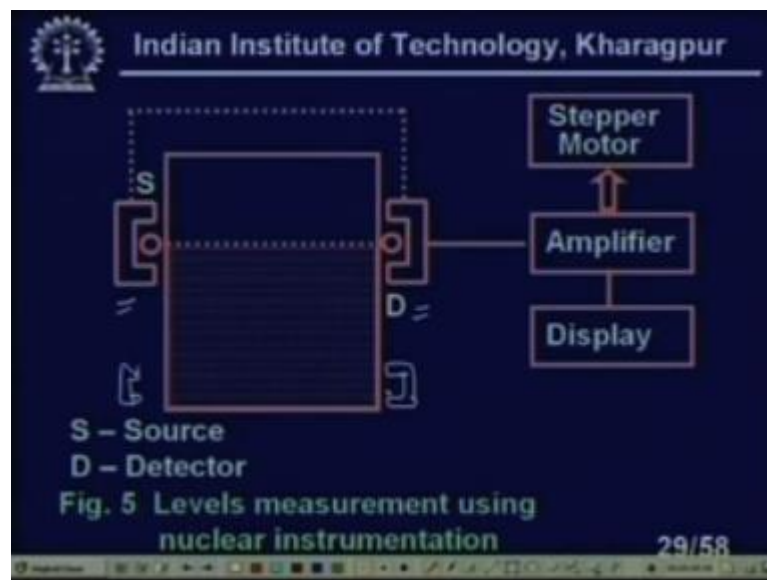 Indian Institute of Technology, Kharagpur
Stepper
Motor
S
Amplifier
D
Display
S – Source
D – Detector
Fig. 5 Levels measurement using
nuclear instrumentation
29/58